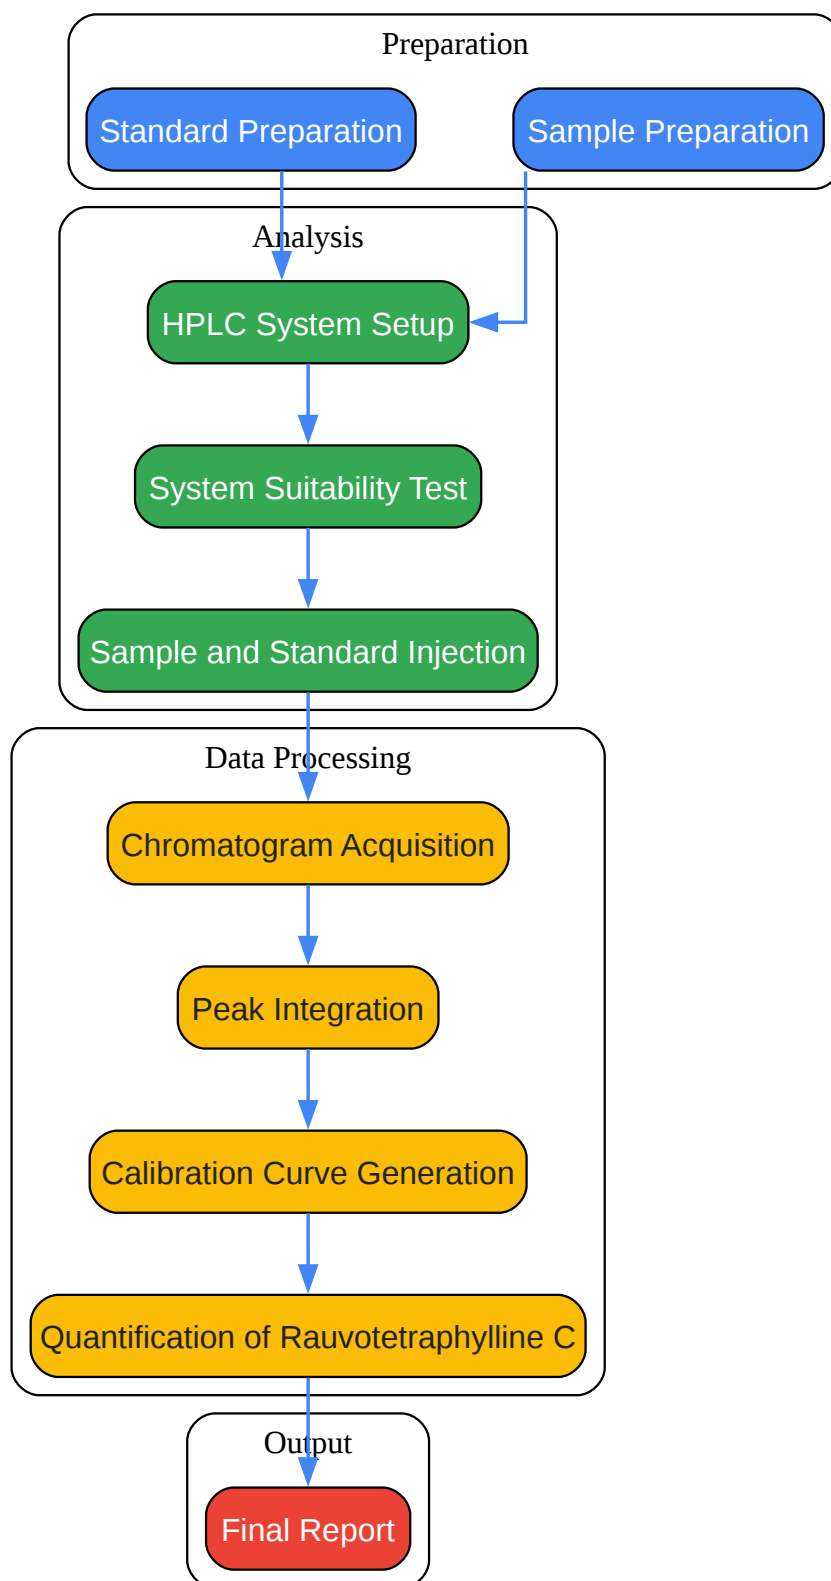 Preparation
Standard Preparation
Sample Preparation
Analysis
HPLC System Setup
System Suitability Test
Sample and Standard Injection
Data Processing
Chromatogram Acquisition
Peak Integration
Calibration Curve Generation
Quantification of Rauvotetraphylline C
Output
Final Report